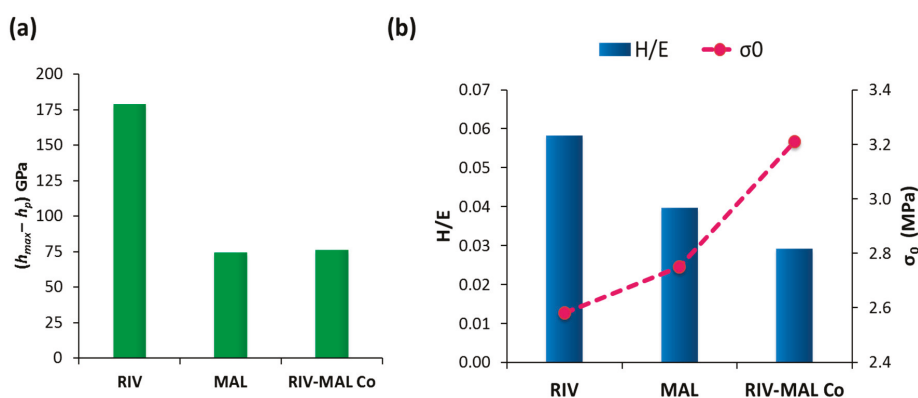 (a)
200
175
150
125
100
75
50
25
0
(hmax− hp) GPa
RIV
MAL
RIV-MAL Co
(b)
H/E
σ0
0.07
0.06
0.05
0.04
0.03
0.02
0.01
0.00
H/E
3.4
3.2
3.0
2.8
2.6
2.4
σ0 (MPa)
RIV
MAL
RIV-MAL Co